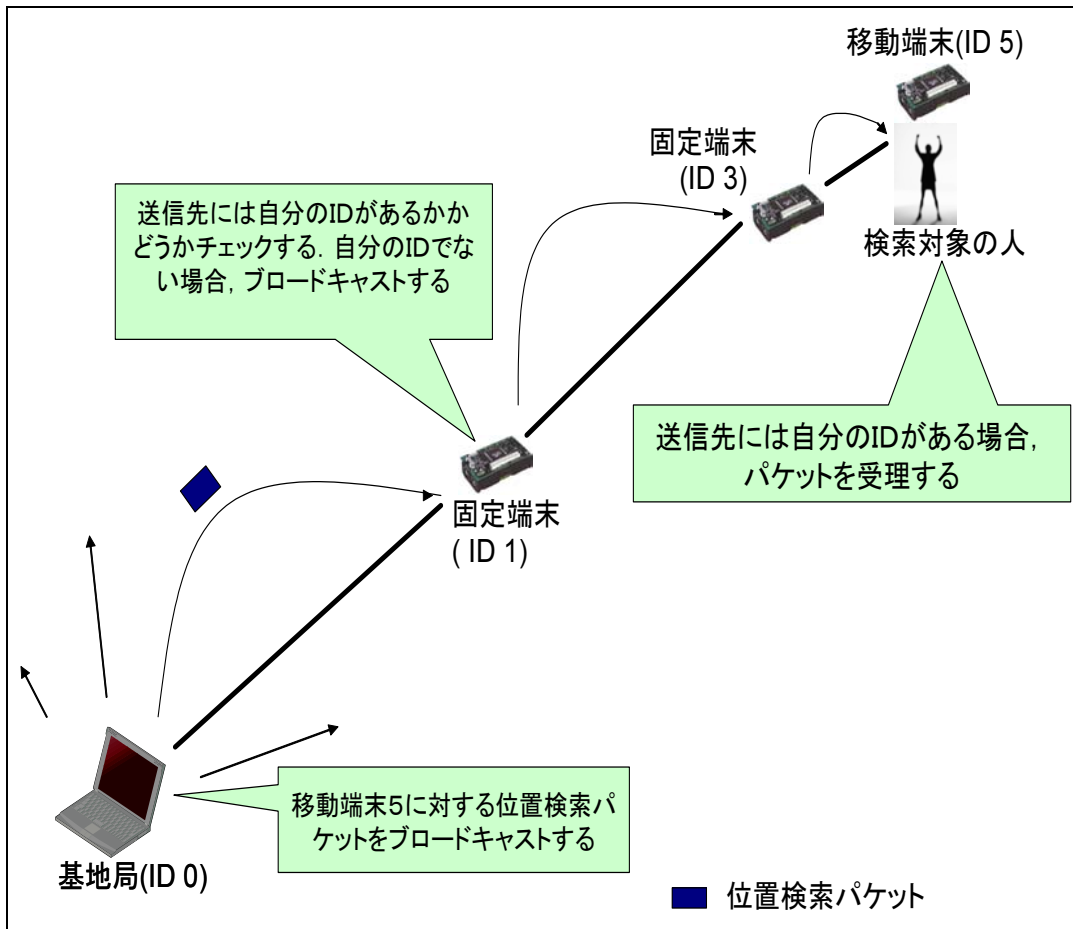 移動端末(ID 5)
固定端末
(ID 3)
検索対象の人
送信先には自分のIDがあるかか
どうかチェックする. 自分のIDでな
い場合, ブロードキャストする
送信先には自分のIDがある場合,
パケットを受理する
固定端末
( ID 1)
移動端末5に対する位置検索パ
ケットをブロードキャストする
基地局(ID 0)
位置検索パケット